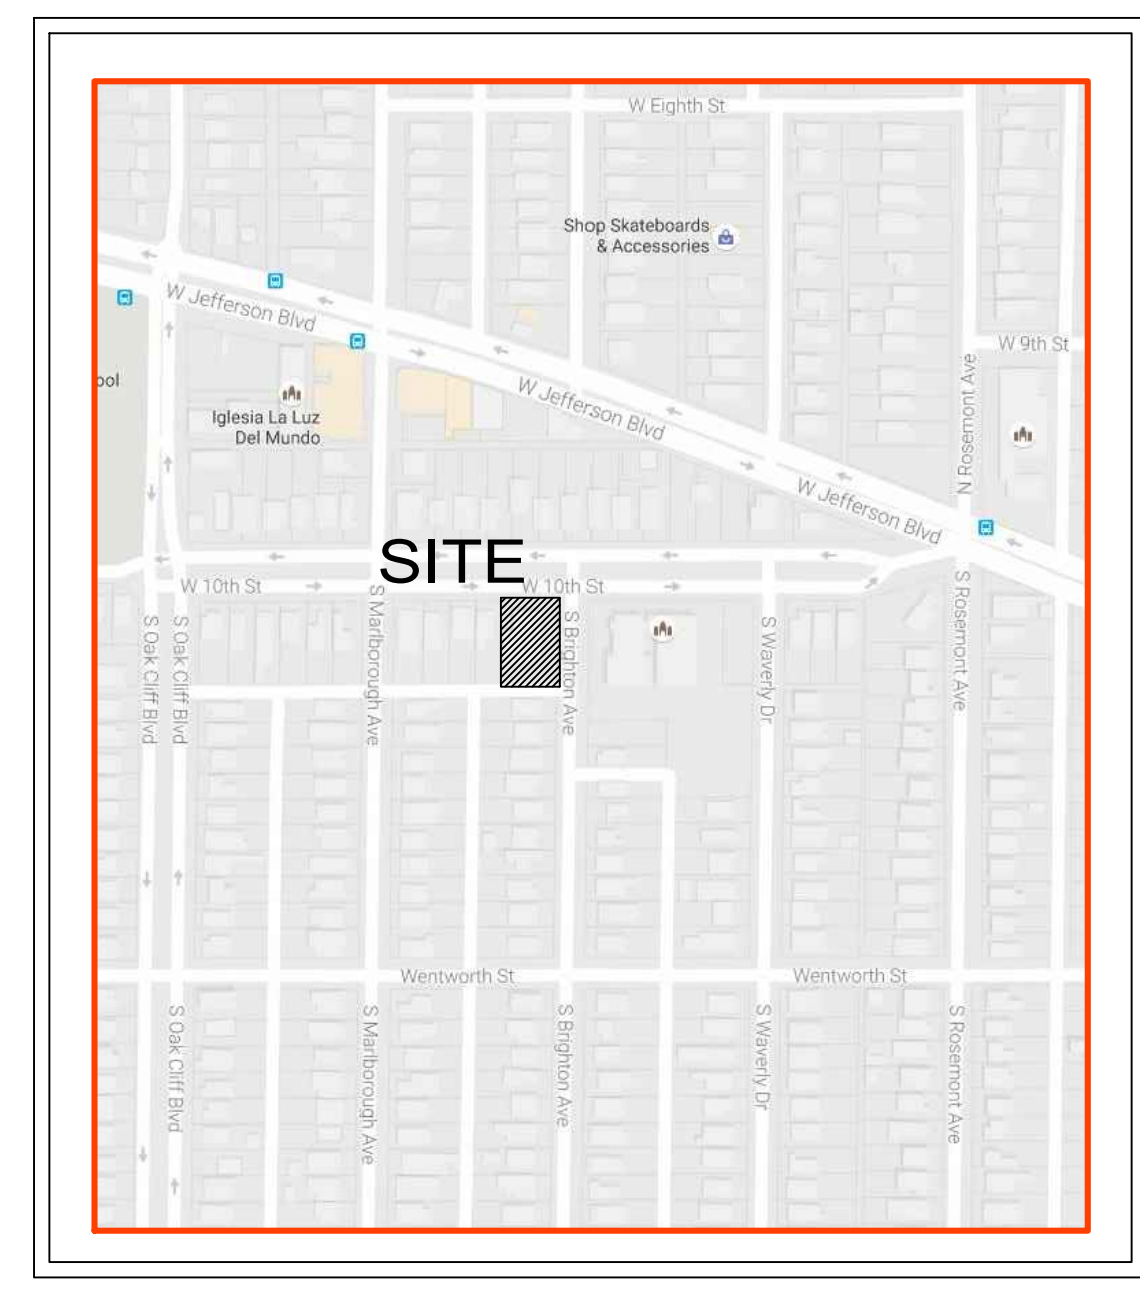 W Eighth St
Shop Skateboards
& Accessories
W Jefferson Blvd
W 9th St
ool
W Jefferson Blvd
N Rosemont Ave
Iglesia La Luz
Del Mundo
W Jefferson Blvd
SITE
W 10th St
W 10th St
S Oak Cliff Blvd
S Oak Cliff Blvd
S Marlborough Ave
S Brighton Ave
S Waverly Dr
S Rosemont Ave
Wentworth St
Wentworth St
S Oak Cliff Blvd
S Marlborough Ave
S Brighton Ave
S Waverly Dr
S Rosemont Ave